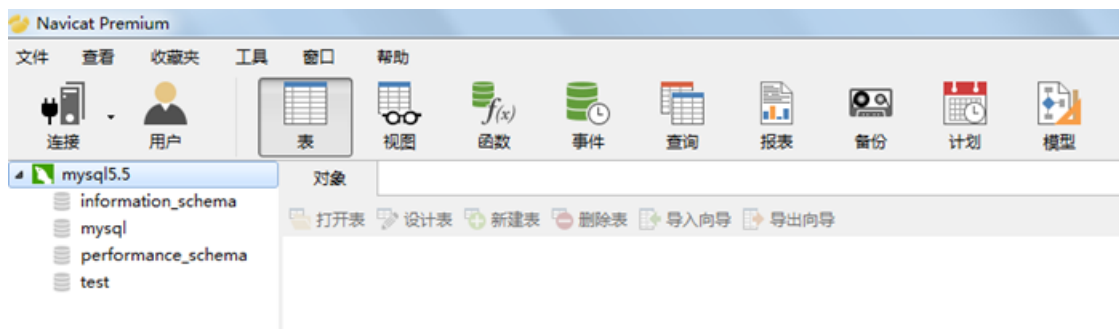 Navicat Premium
文件 查看 收藏夹 工具 窗口 帮助
连接 用户 表 视图 f(x) 函数 事件 查询 报表 备份 计划 模型
mysql5.5 对象
information_schema
打开表 设计表 新建表 删除表 导入向导 导出向导
mysql
performance_schema
test